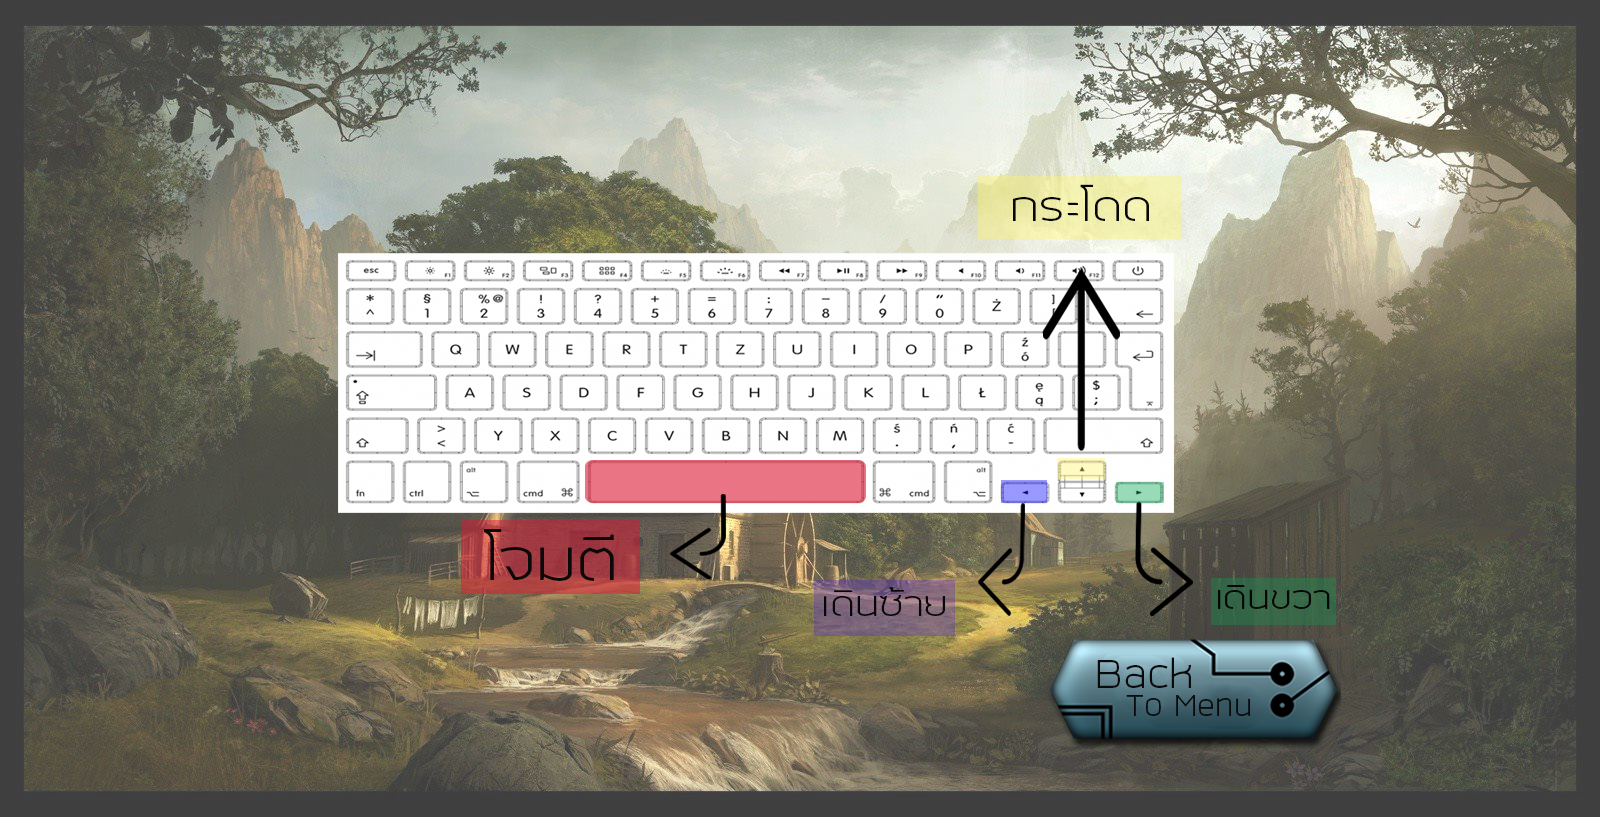 กระโดด
esc F1 F2 F3 F4 F5 F6 F7 F8 F9 F10 F11 F12
* § % @ ! ? + = : – / ” Ż ]
^ 1 2 3 4 5 6 7 8 9 0
Q W E R T Z U I O P ż ó
A S D F G H J K L Ł ę ą $ ;
> < Y X C V B N M ś . ń , ć -
fn ctrl alt cmd ⌘ ⌘ cmd alt
โจมตี
เดินซ้าย
เดินขวา
Back
To Menu